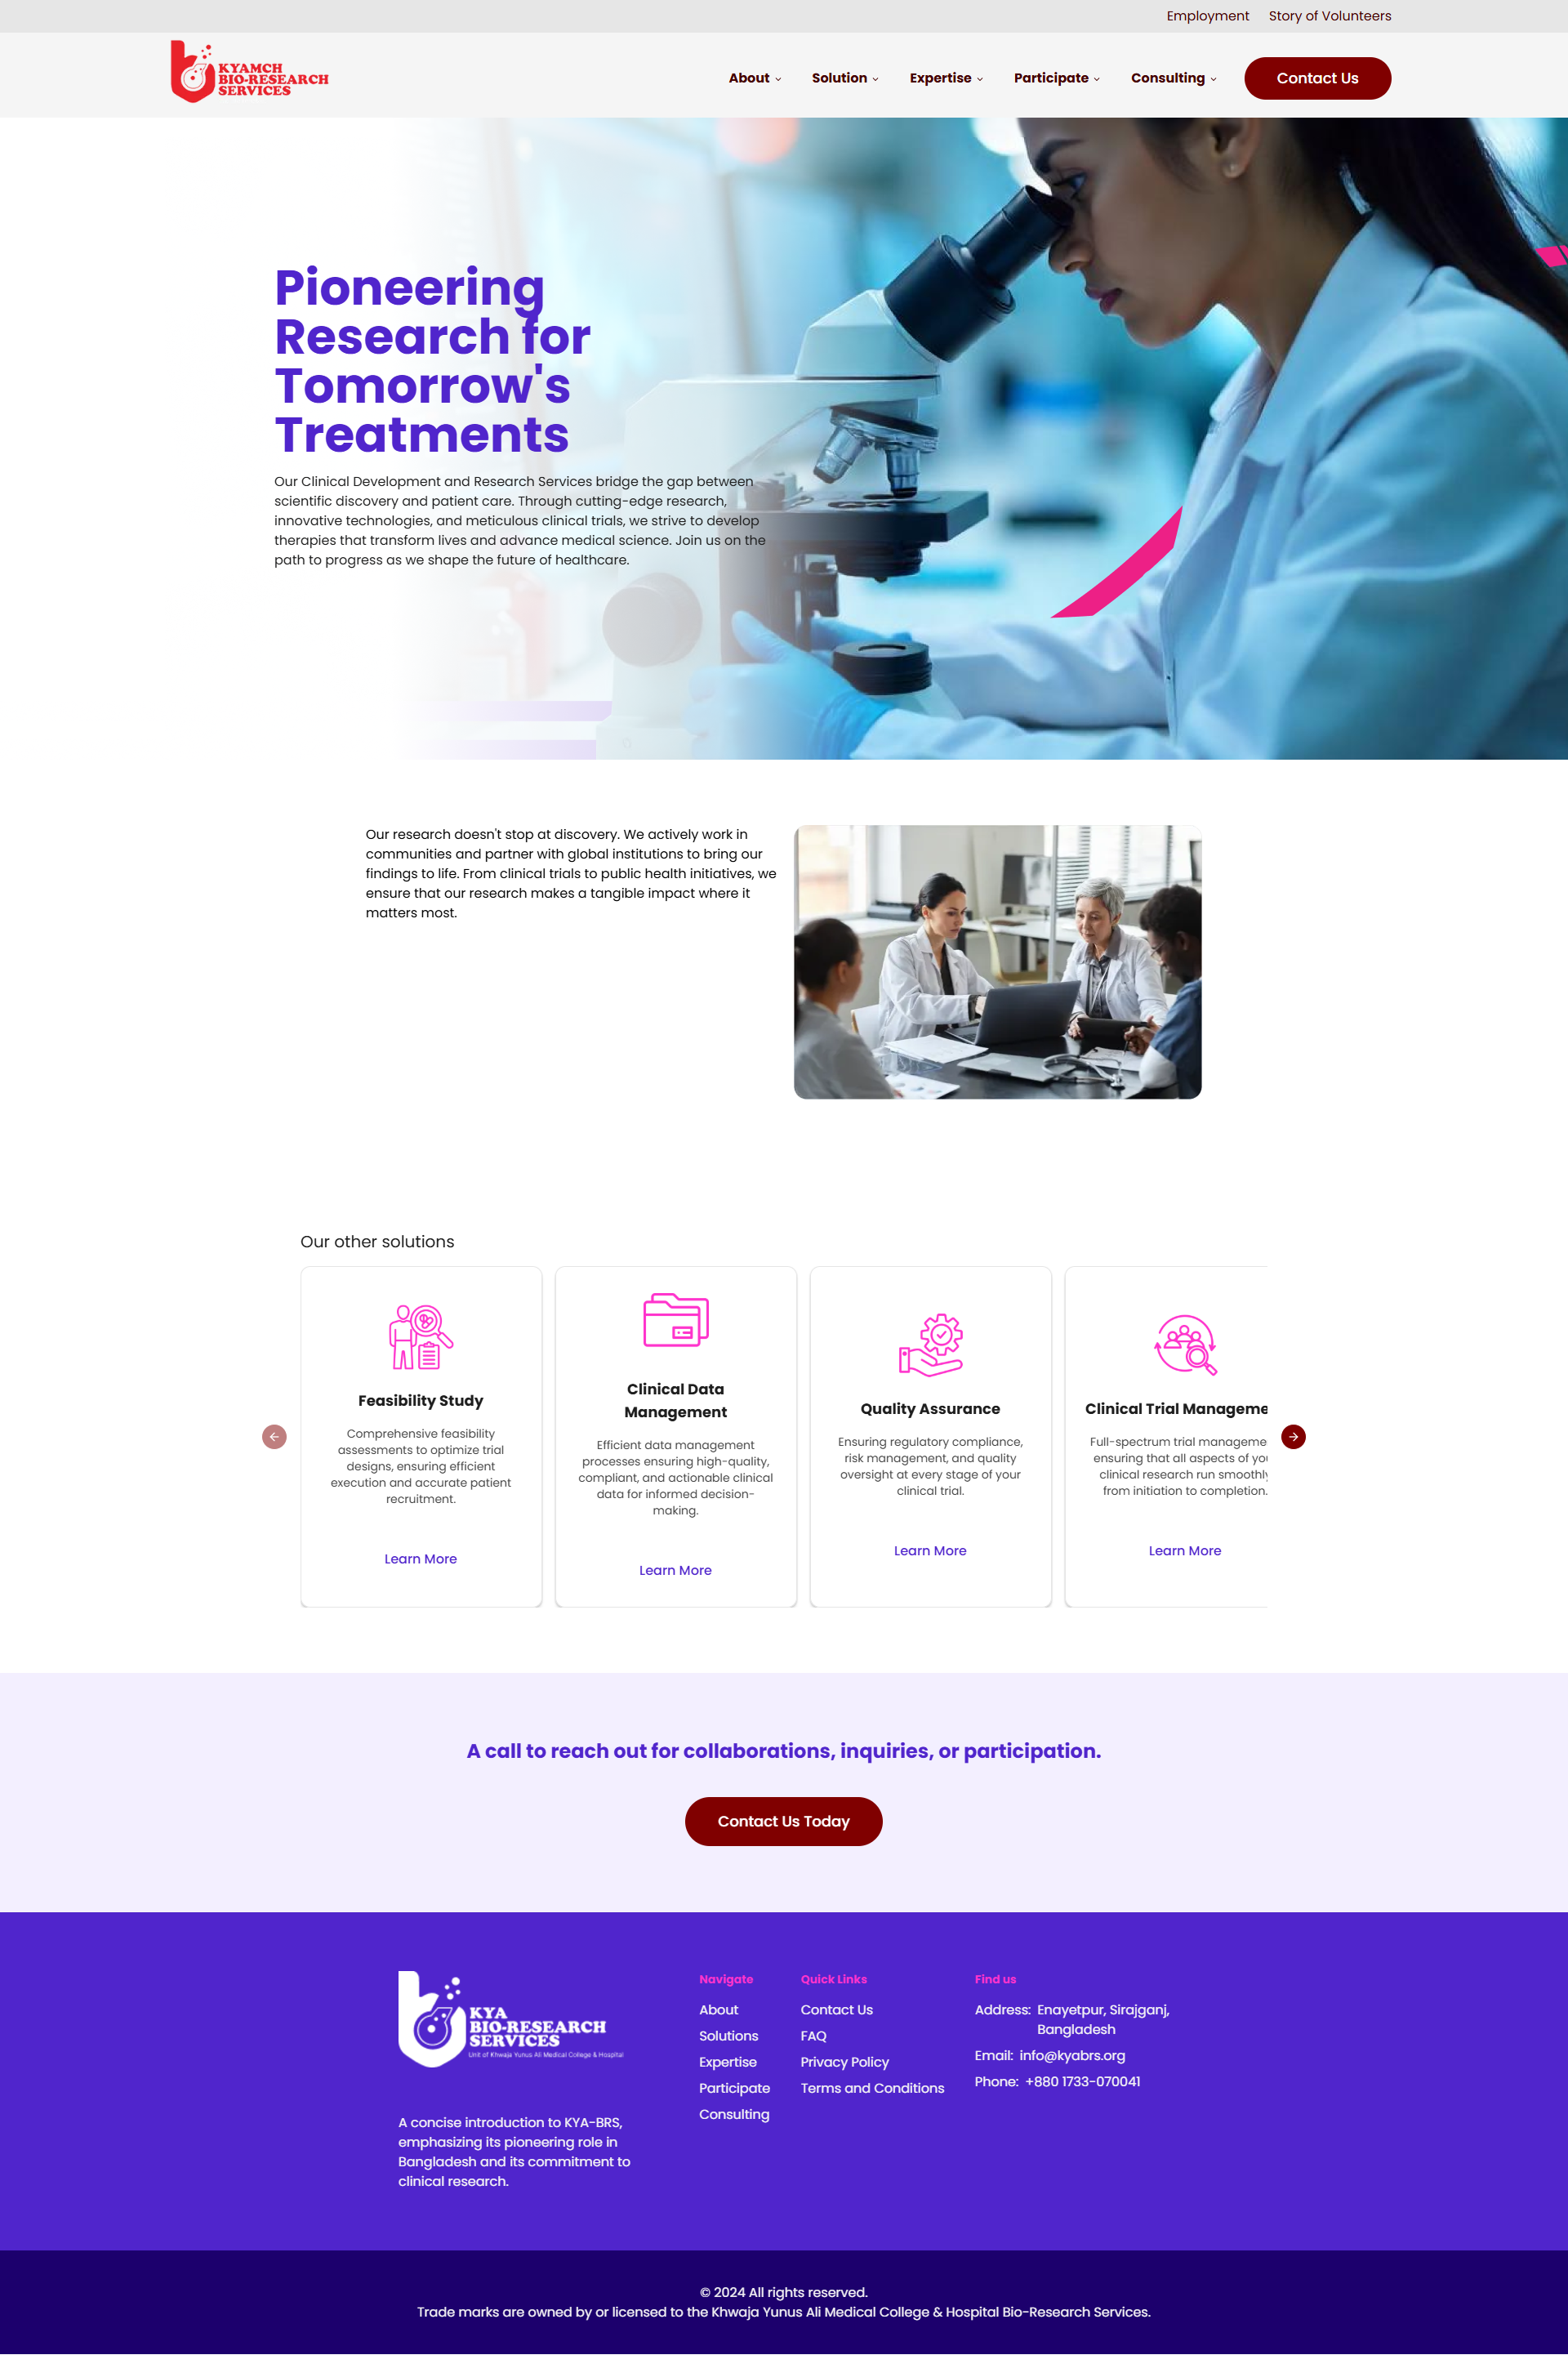 Employment Story of Volunteers
KYAMCH
BIO-RESEARCH
SERVICES
About Solution Expertise Participate Consulting Contact Us
Pioneering
Research for
Tomorrow's
Treatments
Our Clinical Development and Research Services bridge the gap between
scientific discovery and patient care. Through cutting-edge research,
innovative technologies, and meticulous clinical trials, we strive to develop
therapies that transform lives and advance medical science. Join us on the
path to progress as we shape the future of healthcare.
Our research doesn't stop at discovery. We actively work in
communities and partner with global institutions to bring our
findings to life. From clinical trials to public health initiatives, we
ensure that our research makes a tangible impact where it
matters most.
Our other solutions
Feasibility Study
Comprehensive feasibility
assessments to optimize trial
designs, ensuring efficient
execution and accurate patient
recruitment.
Learn More
Clinical Data
Management
Efficient data management
processes ensuring high-quality,
compliant, and actionable clinical
data for informed decision-
making.
Learn More
Quality Assurance
Ensuring regulatory compliance,
risk management, and quality
oversight at every stage of your
clinical trial.
Learn More
Clinical Trial Manageme
Full-spectrum trial manageme
ensuring that all aspects of you
clinical research run smoothly
from initiation to completion.
Learn More
A call to reach out for collaborations, inquiries, or participation.
Contact Us Today
KYA
BIO-RESEARCH
SERVICES
Unit of Khwaja Yunus Ali Medical College & Hospital
A concise introduction to KYA-BRS,
emphasizing its pioneering role in
Bangladesh and its commitment to
clinical research.
Navigate
About
Solutions
Expertise
Participate
Consulting
Quick Links
Contact Us
FAQ
Privacy Policy
Terms and Conditions
Find us
Address: Enayetpur, Sirajganj,
Bangladesh
Email: info@kyabrs.org
Phone: +880 1733-070041
© 2024 All rights reserved.
Trade marks are owned by or licensed to the Khwaja Yunus Ali Medical College & Hospital Bio-Research Services.